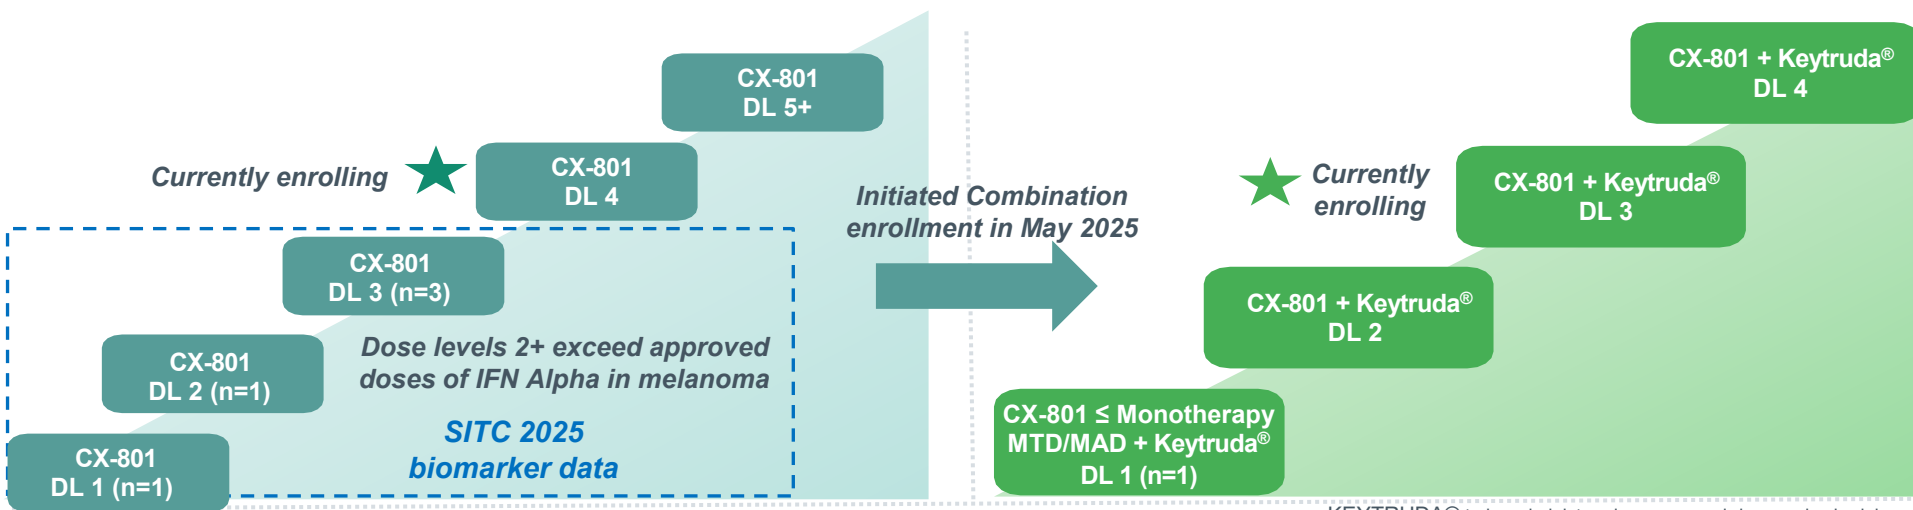 CX-801
DL 5+
CX-801
DL 4
Currently enrolling
CX-801
DL 3 (n=3)
CX-801
DL 2 (n=1)
CX-801
DL 1 (n=1)
Dose levels 2+ exceed approved
doses of IFN Alpha in melanoma
SITC 2025
biomarker data
Initiated Combination
enrollment in May 2025
CX-801 + Keytruda®
DL 4
Currently
enrolling
CX-801 + Keytruda®
DL 3
CX-801 + Keytruda®
DL 2
CX-801 ≤ Monotherapy
MTD/MAD + Keytruda®
DL 1 (n=1)
KEYTRUDA®